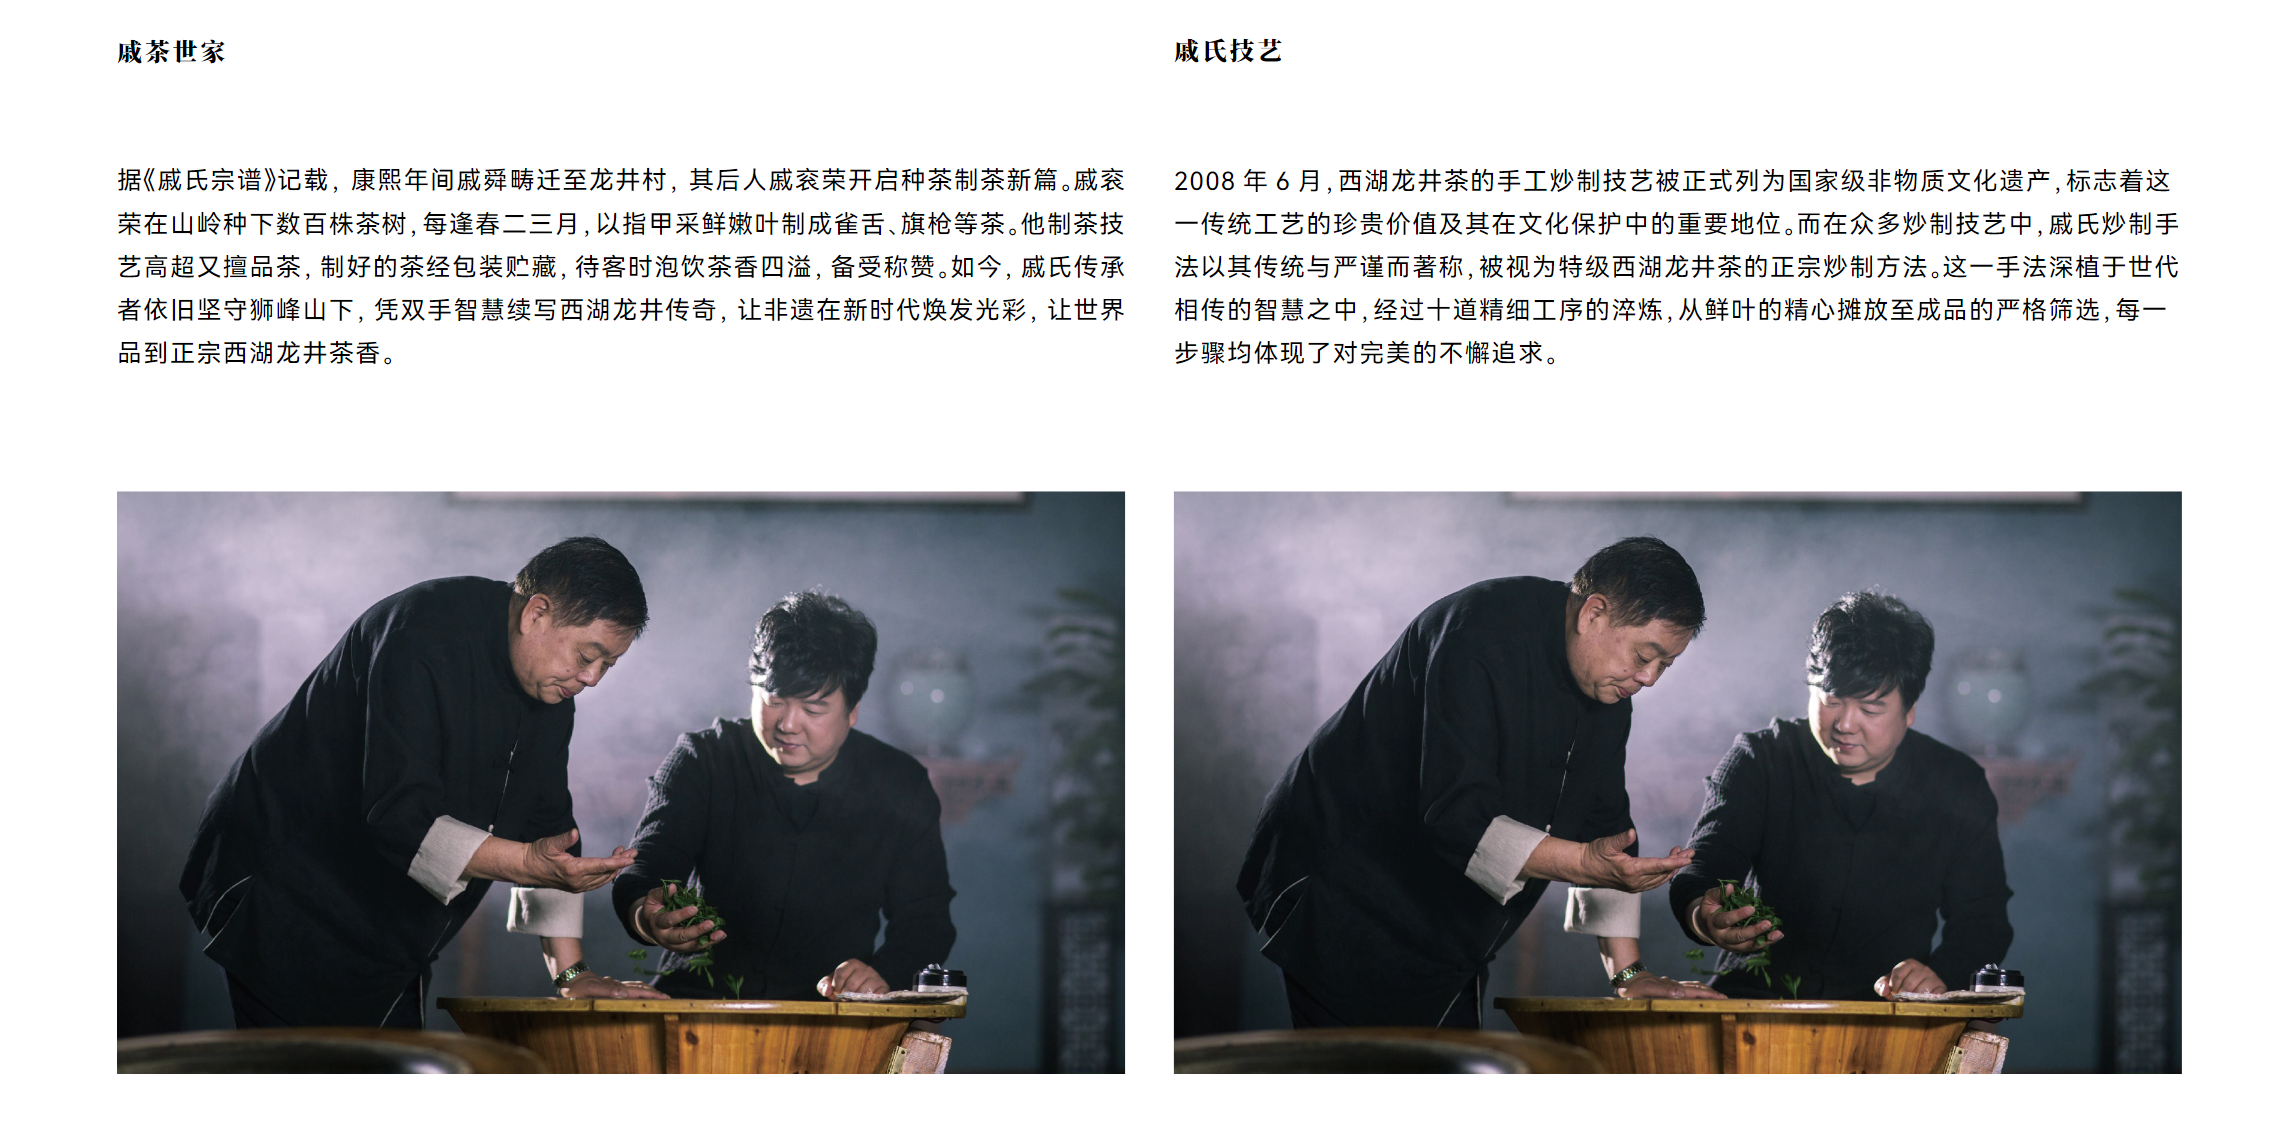 戚茶世家
据《戚氏宗谱》记载，康熙年间戚舜畴迁至龙井村，其后人戚衮荣开启种茶制茶新篇。戚衮
荣在山岭种下数百株茶树，每逢春二三月，以指甲采鲜嫩叶制成雀舌、旗枪等茶。他制茶技
艺高超又擅品茶，制好的茶经包装贮藏，待客时泡饮茶香四溢，备受称赞。如今，戚氏传承
者依旧坚守狮峰山下，凭双手智慧续写西湖龙井传奇，让非遗在新时代焕发光彩，让世界
品到正宗西湖龙井茶香。
戚氏技艺
2008 年 6 月，西湖龙井茶的手工炒制技艺被正式列为国家级非物质文化遗产，标志着这
一传统工艺的珍贵价值及其在文化保护中的重要地位。而在众多炒制技艺中，戚氏炒制手
法以其传统与严谨而著称，被视为特级西湖龙井茶的正宗炒制方法。这一手法深植于世代
相传的智慧之中，经过十道精细工序的淬炼，从鲜叶的精心摊放至成品的严格筛选，每一
步骤均体现了对完美的不懈追求。